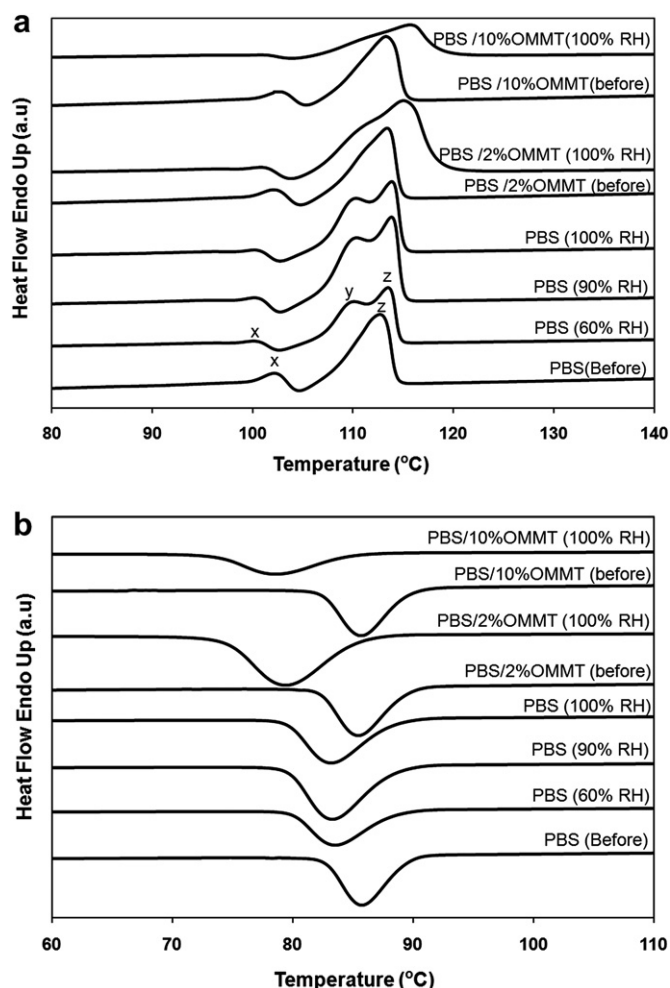 a
PBS /10%OMMT(100% RH)
PBS /10%OMMT(before)
PBS /2%OMMT (100% RH)
PBS /2%OMMT (before)
PBS (100% RH)
PBS (90% RH)
PBS (60% RH)
PBS(Before)
x
y
z
x
z
Heat Flow Endo Up (a.u)
80 90 100 110 120 130 140
Temperature (°C)
b
PBS/10%OMMT (100% RH)
PBS/10%OMMT (before)
PBS/2%OMMT (100% RH)
PBS/2%OMMT (before)
PBS (100% RH)
PBS (90% RH)
PBS (60% RH)
PBS (Before)
Heat Flow Endo Up (a.u)
60 70 80 90 100 110
Temperature (°C)